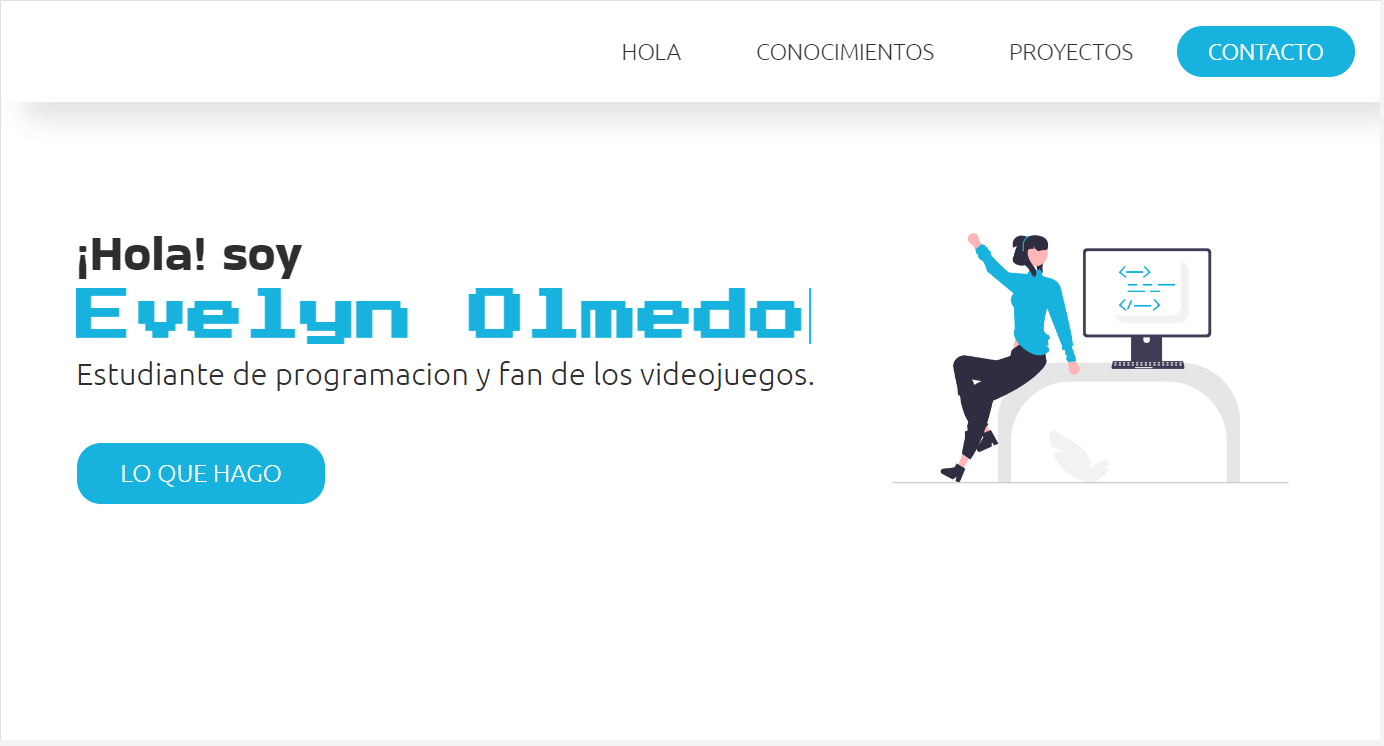 HOLA CONOCIMIENTOS PROYECTOS CONTACTO
¡Hola! soy
Evelyn Olmedo
Estudiante de programacion y fan de los videojuegos.
LO QUE HAGO